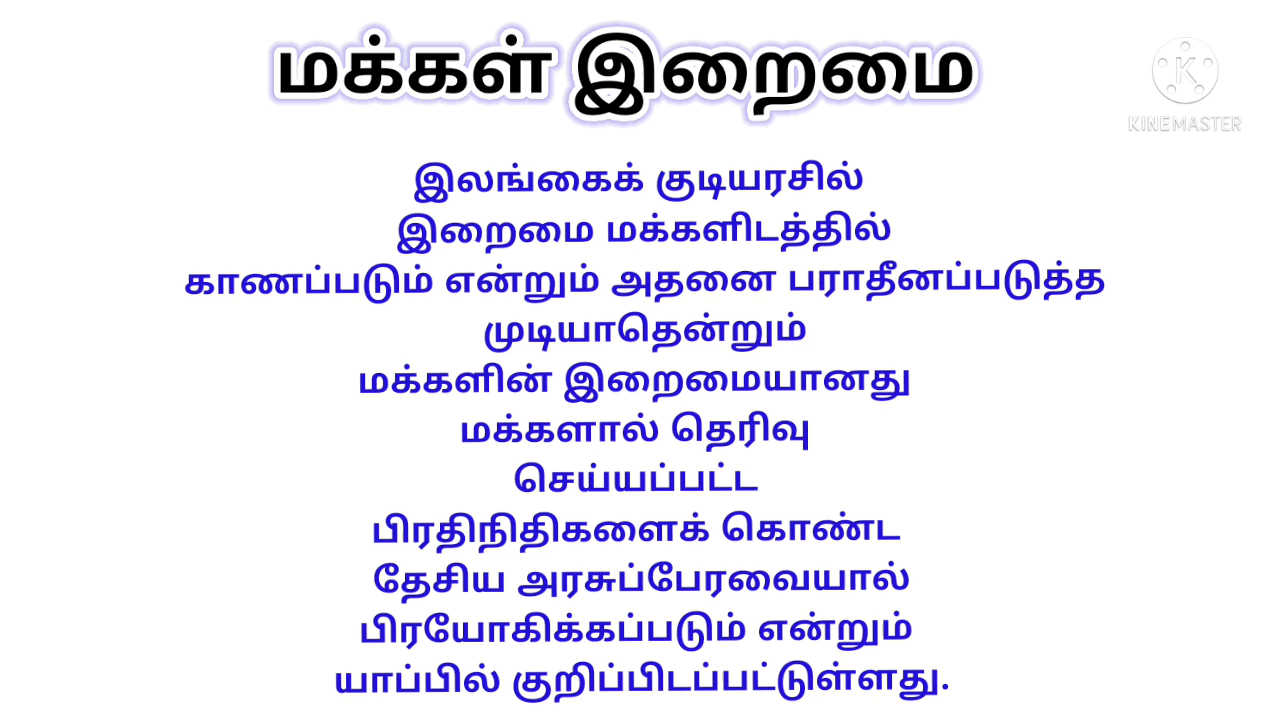 மக்கள் இறைமை
KINEMASTER
இலங்கைக் குடியரசில்
இறைமை மக்களிடத்தில்
காணப்படும் என்றும் அதனை பராதீனப்படுத்த
முடியாதென்றும்
மக்களின் இறைமையானது
மக்களால் தெரிவு
செய்யப்பட்ட
பிரதிநிதிகளைக் கொண்ட
தேசிய அரசுப்பேரவையால்
பிரயோகிக்கப்படும் என்றும்
யாப்பில் குறிப்பிடப்பட்டுள்ளது.